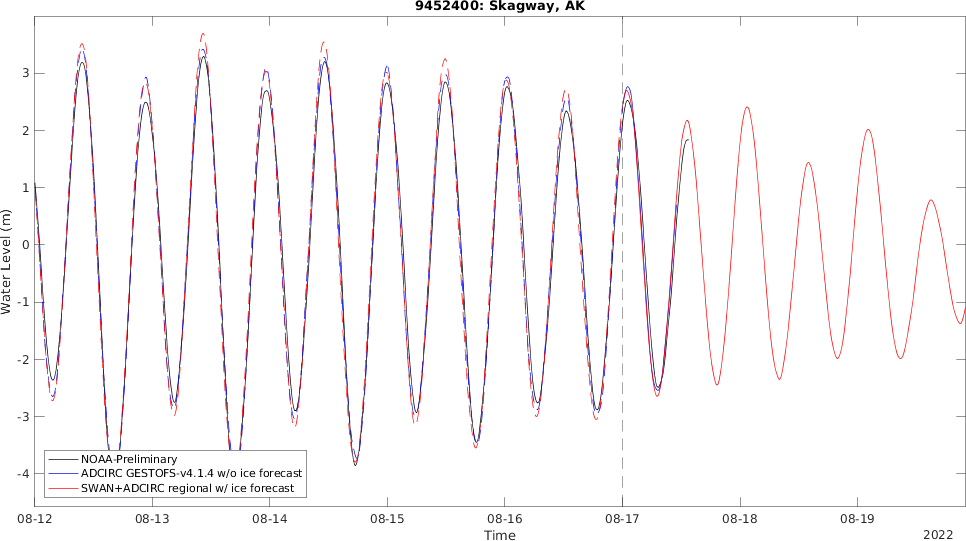 9452400: Skagway, AK
3
2
1
0
-1
-2
-3
-4
Water Level (m)
NOAA-Preliminary
ADCIRC GESTOFS-v4.1.4 w/o ice forecast
SWAN+ADCIRC regional w/ ice forecast
08-12 08-13 08-14 08-15 08-16 08-17 08-18 08-19
Time
2022